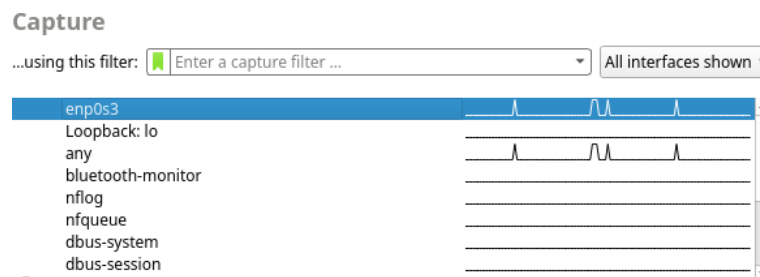 Capture
...using this filter: Enter a capture filter ... All interfaces shown
enp0s3
Loopback: lo
any
bluetooth-monitor
nflog
nfqueue
dbus-system
dbus-session